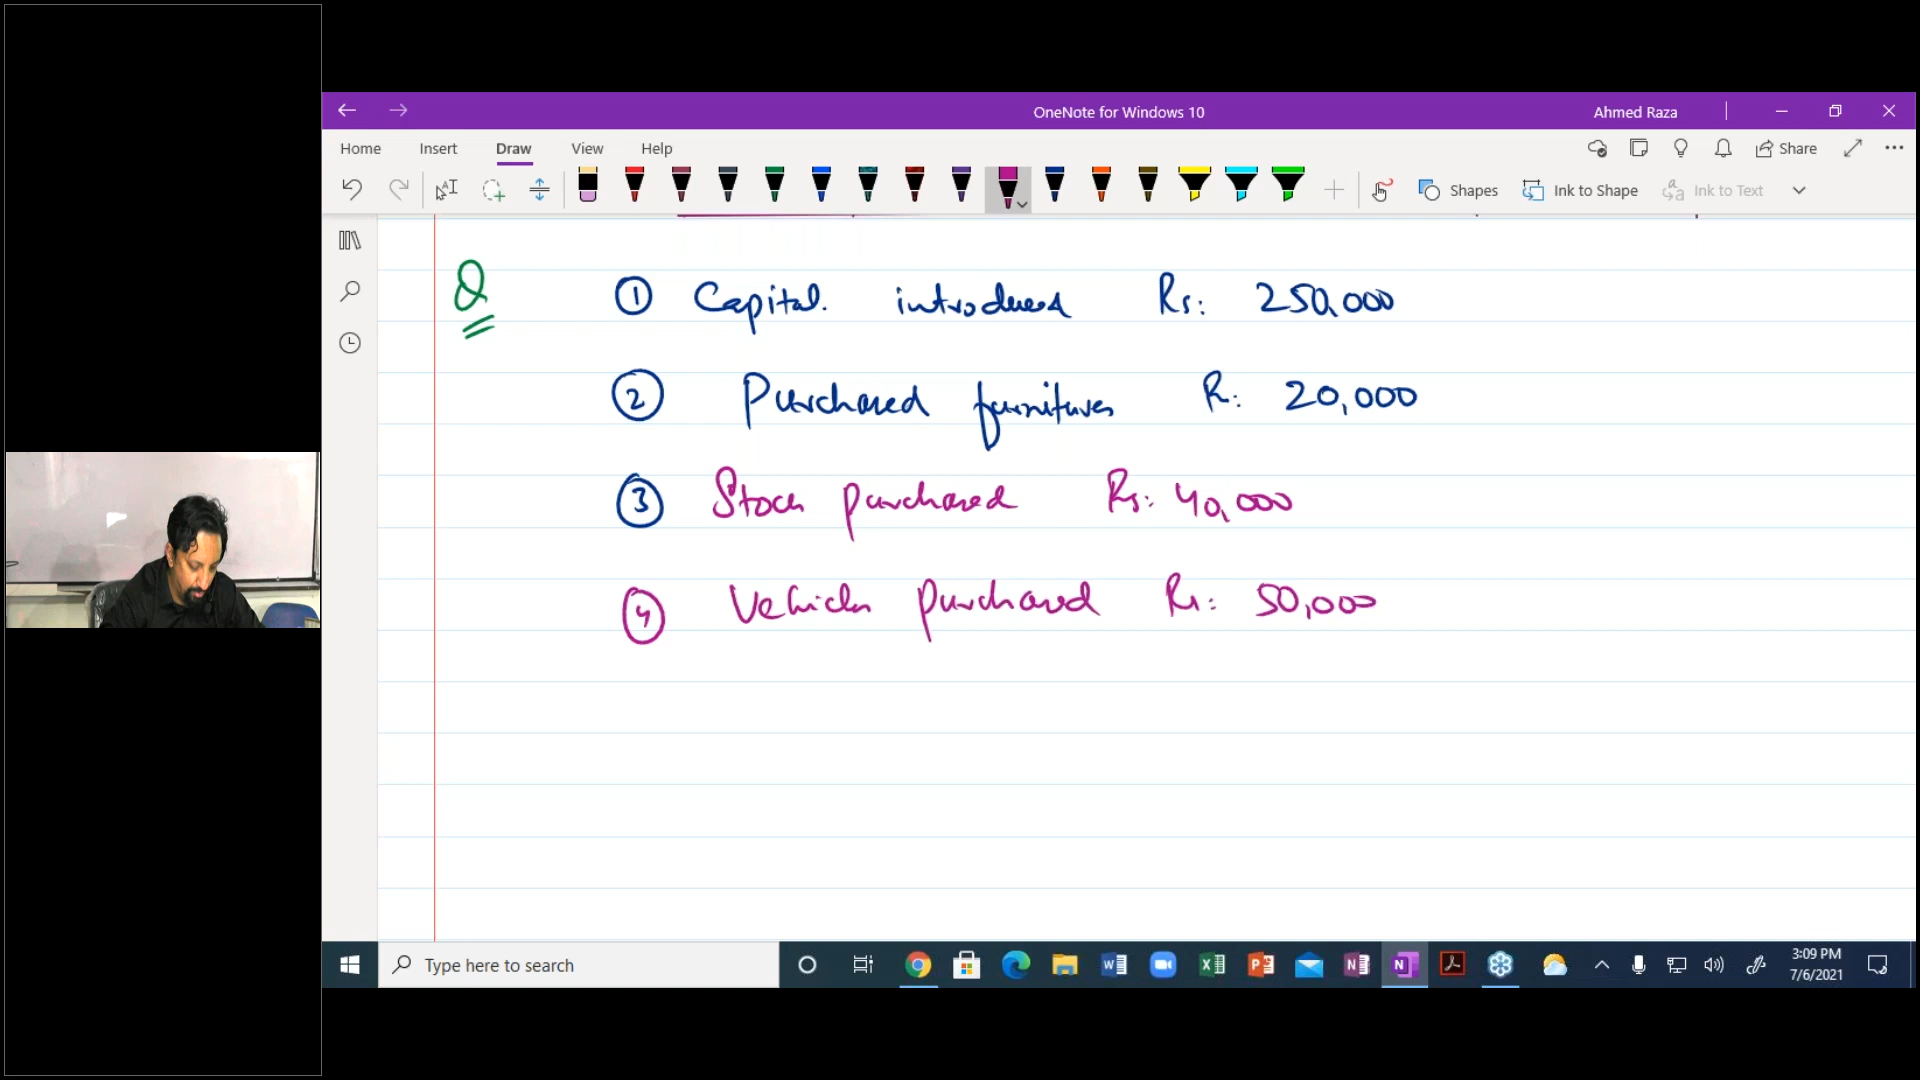 OneNote for Windows 10
Ahmed Raza
Home Insert Draw View Help
Share
Shapes
Ink to Shape
Ink to Text
Q
1 Capital. introduced Rs: 250,000
2 Purchased furnitures R: 20,000
3 Stock purchased Rs: 40,000
4 Vehicles purchased Rs: 50,000
Type here to search
3:09 PM
7/6/2021